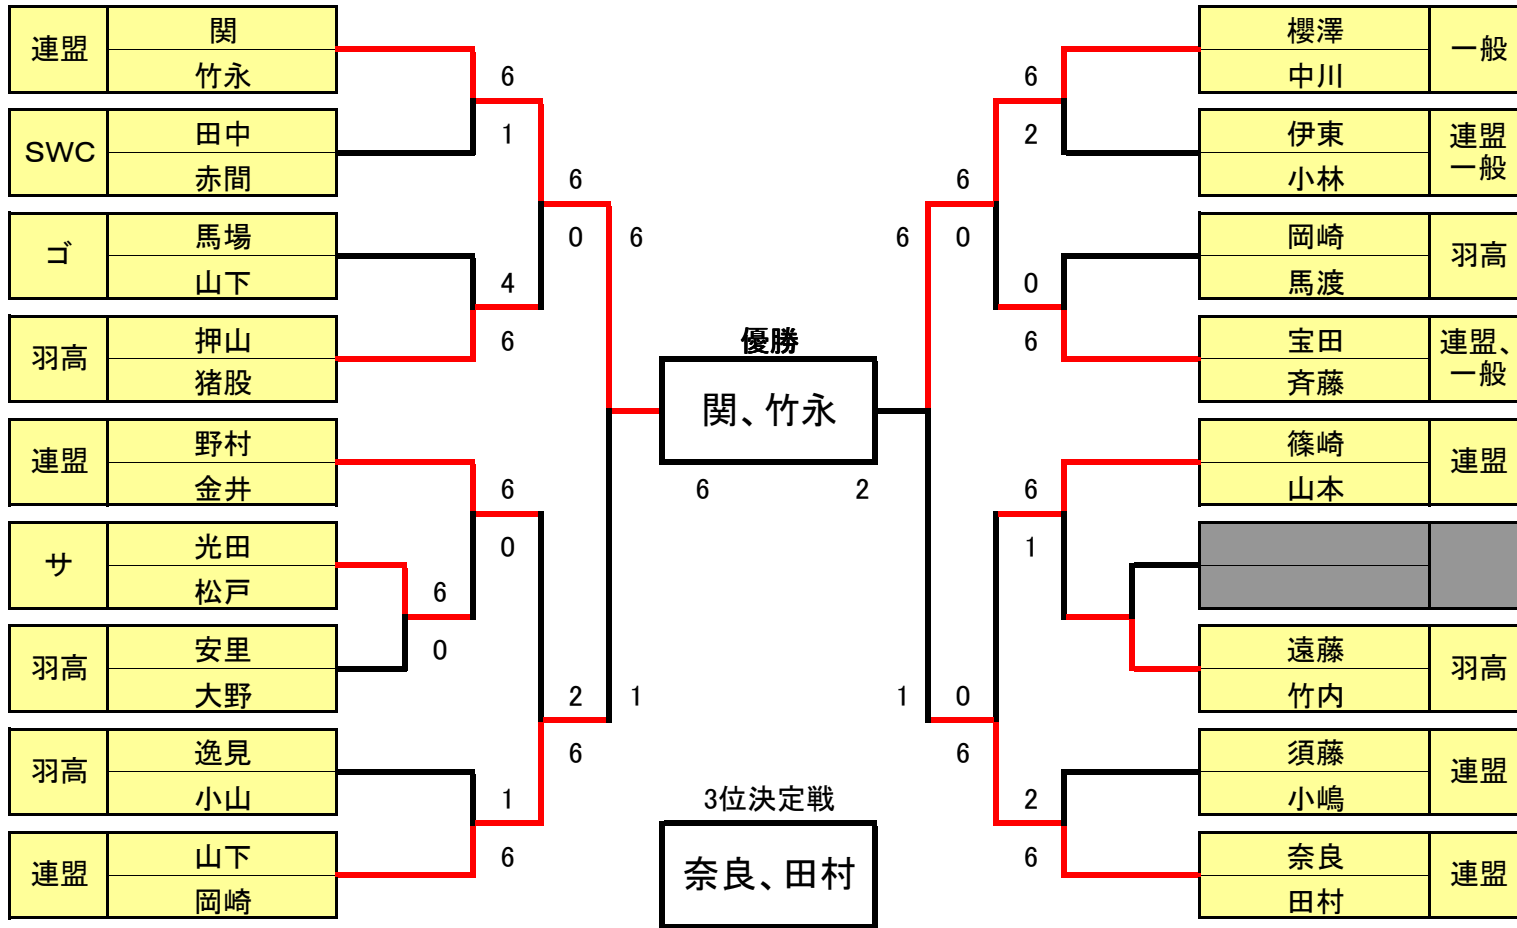 連盟
関
竹永
SWC
田中
赤間
ゴ
馬場
山下
羽高
押山
猪股
連盟
野村
金井
サ
光田
松戸
羽高
安里
大野
羽高
逸見
小山
連盟
山下
岡崎
6
1
4
6
6
0
6
0
1
6
6
0
2
6
6
1
優勝
関、竹永
6 2
3位決定戦
奈良、田村
6
1
6
0
0
6
6
2
0
6
6
1
2
6
櫻澤
中川
一般
伊東
小林
連盟
一般
岡崎
馬渡
羽高
宝田
斉藤
連盟、
一般
篠崎
山本
連盟
遠藤
竹内
羽高
須藤
小嶋
連盟
奈良
田村
連盟